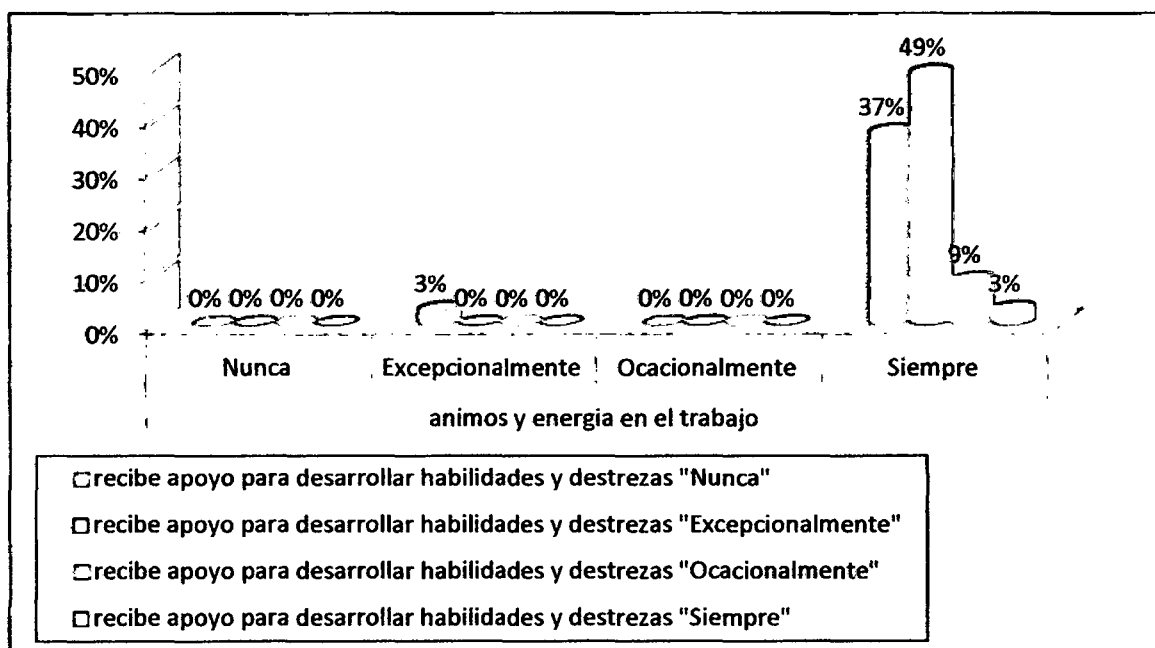 49%
50%
37%
40%
30%
20%
9%
10%
3%
3%
0% 0% 0% 0%
0% 0% 0%
0% 0% 0% 0%
0%
Nunca
Excepcionalmente
Ocacionalmente
Siempre
animos y energia en el trabajo
recibe apoyo para desarrollar habilidades y destrezas "Nunca"
recibe apoyo para desarrollar habilidades y destrezas "Excepcionalmente"
recibe apoyo para desarrollar habilidades y destrezas "Ocacionalmente"
recibe apoyo para desarrollar habilidades y destrezas "Siempre"